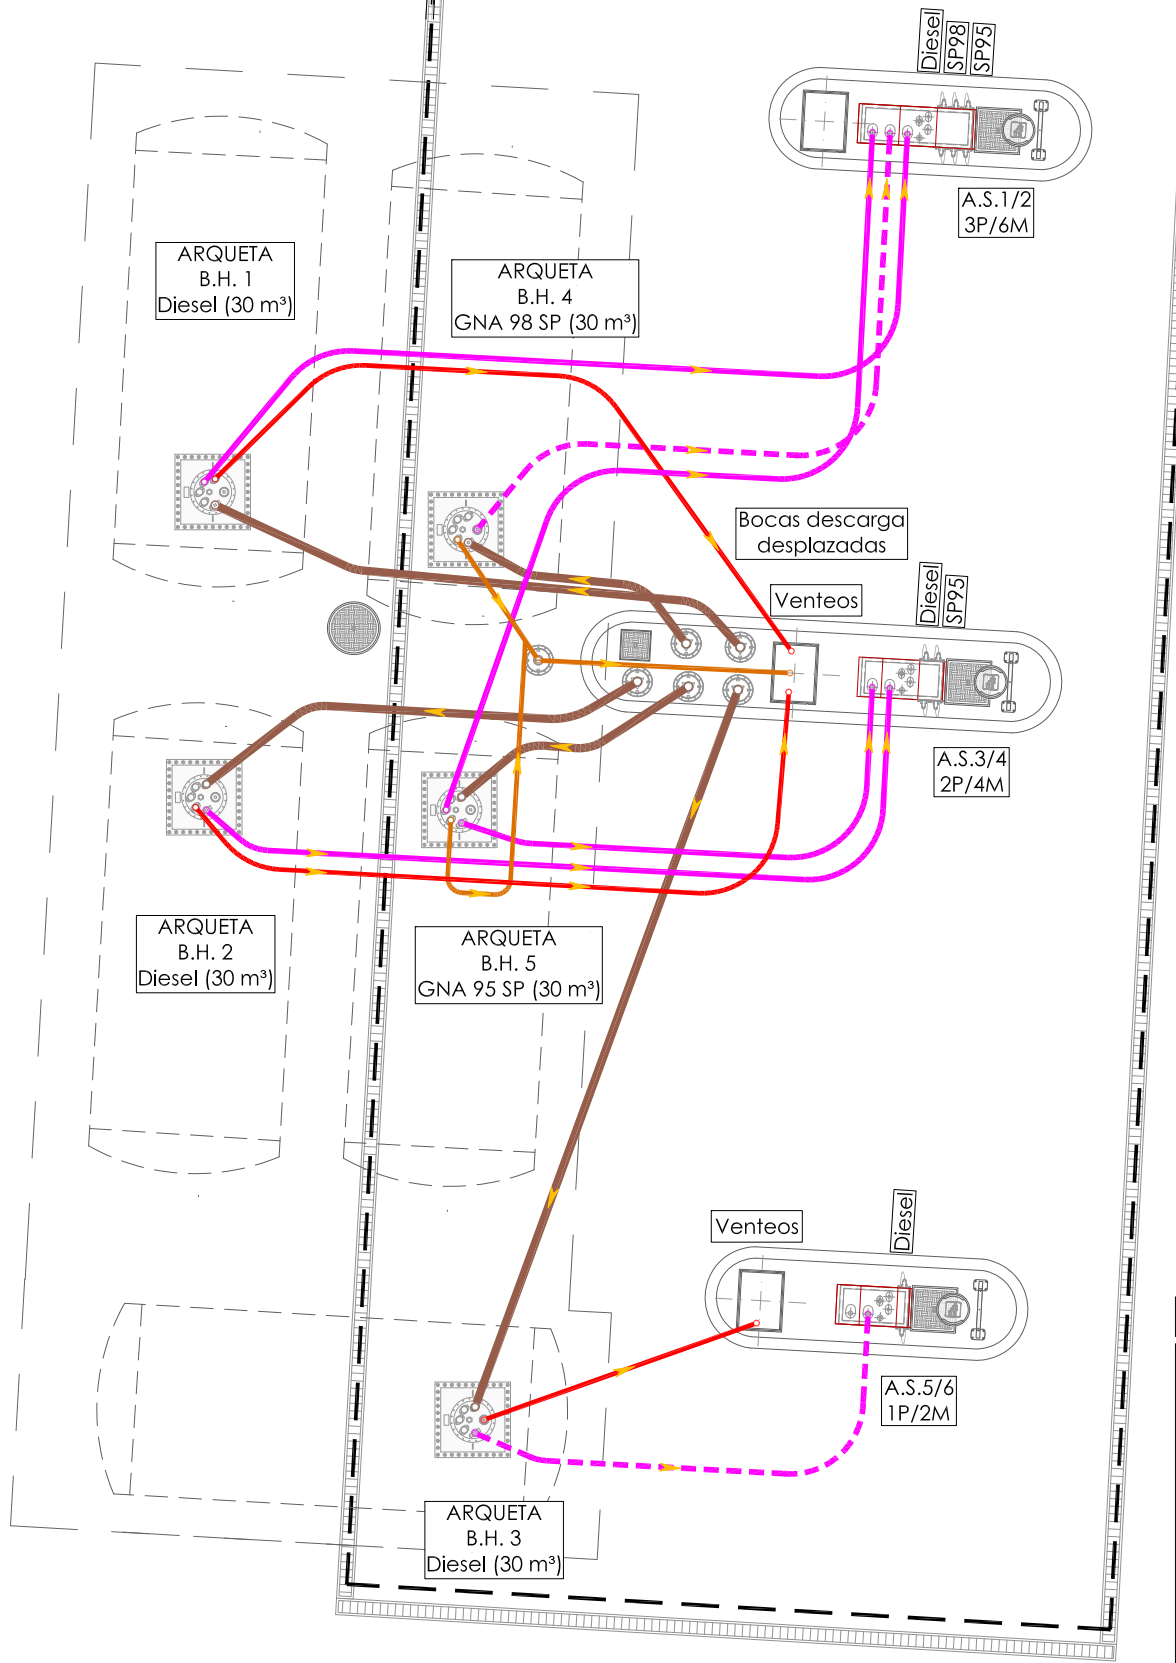 Diesel
SP98
SP95
A.S.1/2
3P/6M
ARQUETA
B.H. 1
Diesel (30 m³)
ARQUETA
B.H. 4
GNA 98 SP (30 m³)
Bocas descarga
desplazadas
Venteos
Diesel
SP95
A.S.3/4
2P/4M
ARQUETA
B.H. 2
Diesel (30 m³)
ARQUETA
B.H. 5
GNA 95 SP (30 m³)
Venteos
Diesel
A.S.5/6
1P/2M
ARQUETA
B.H. 3
Diesel (30 m³)